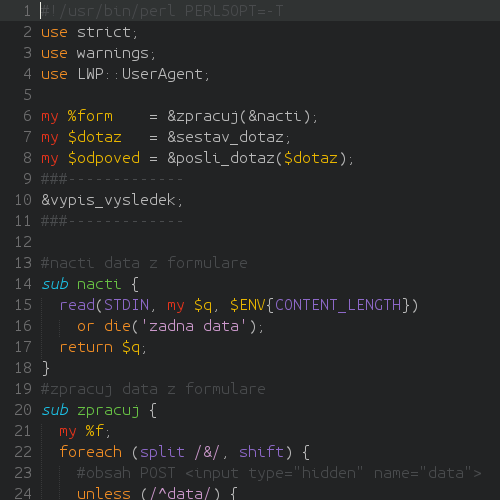 1 #!/usr/bin/perl PERL5OPT=-T
2 use strict;
3 use warnings;
4 use LWP::UserAgent;
5
6 my %form    = &zpracuj(&nacti);
7 my $dotaz   = &sestav_dotaz;
8 my $odpoved = &posli_dotaz($dotaz);
9 ###-------------
10 &vypis_vysledek;
11 ###-------------
12
13 #nacti data z formulare
14 sub nacti {
15   read(STDIN, my $q, $ENV{CONTENT_LENGTH})
16     or die('zadna data');
17   return $q;
18 }
19 #zpracuj data z formulare
20 sub zpracuj {
21   my %f;
22   foreach (split /&/, shift) {
23     #obsah POST <input type="hidden" name="data">
24     unless (/^data/) {